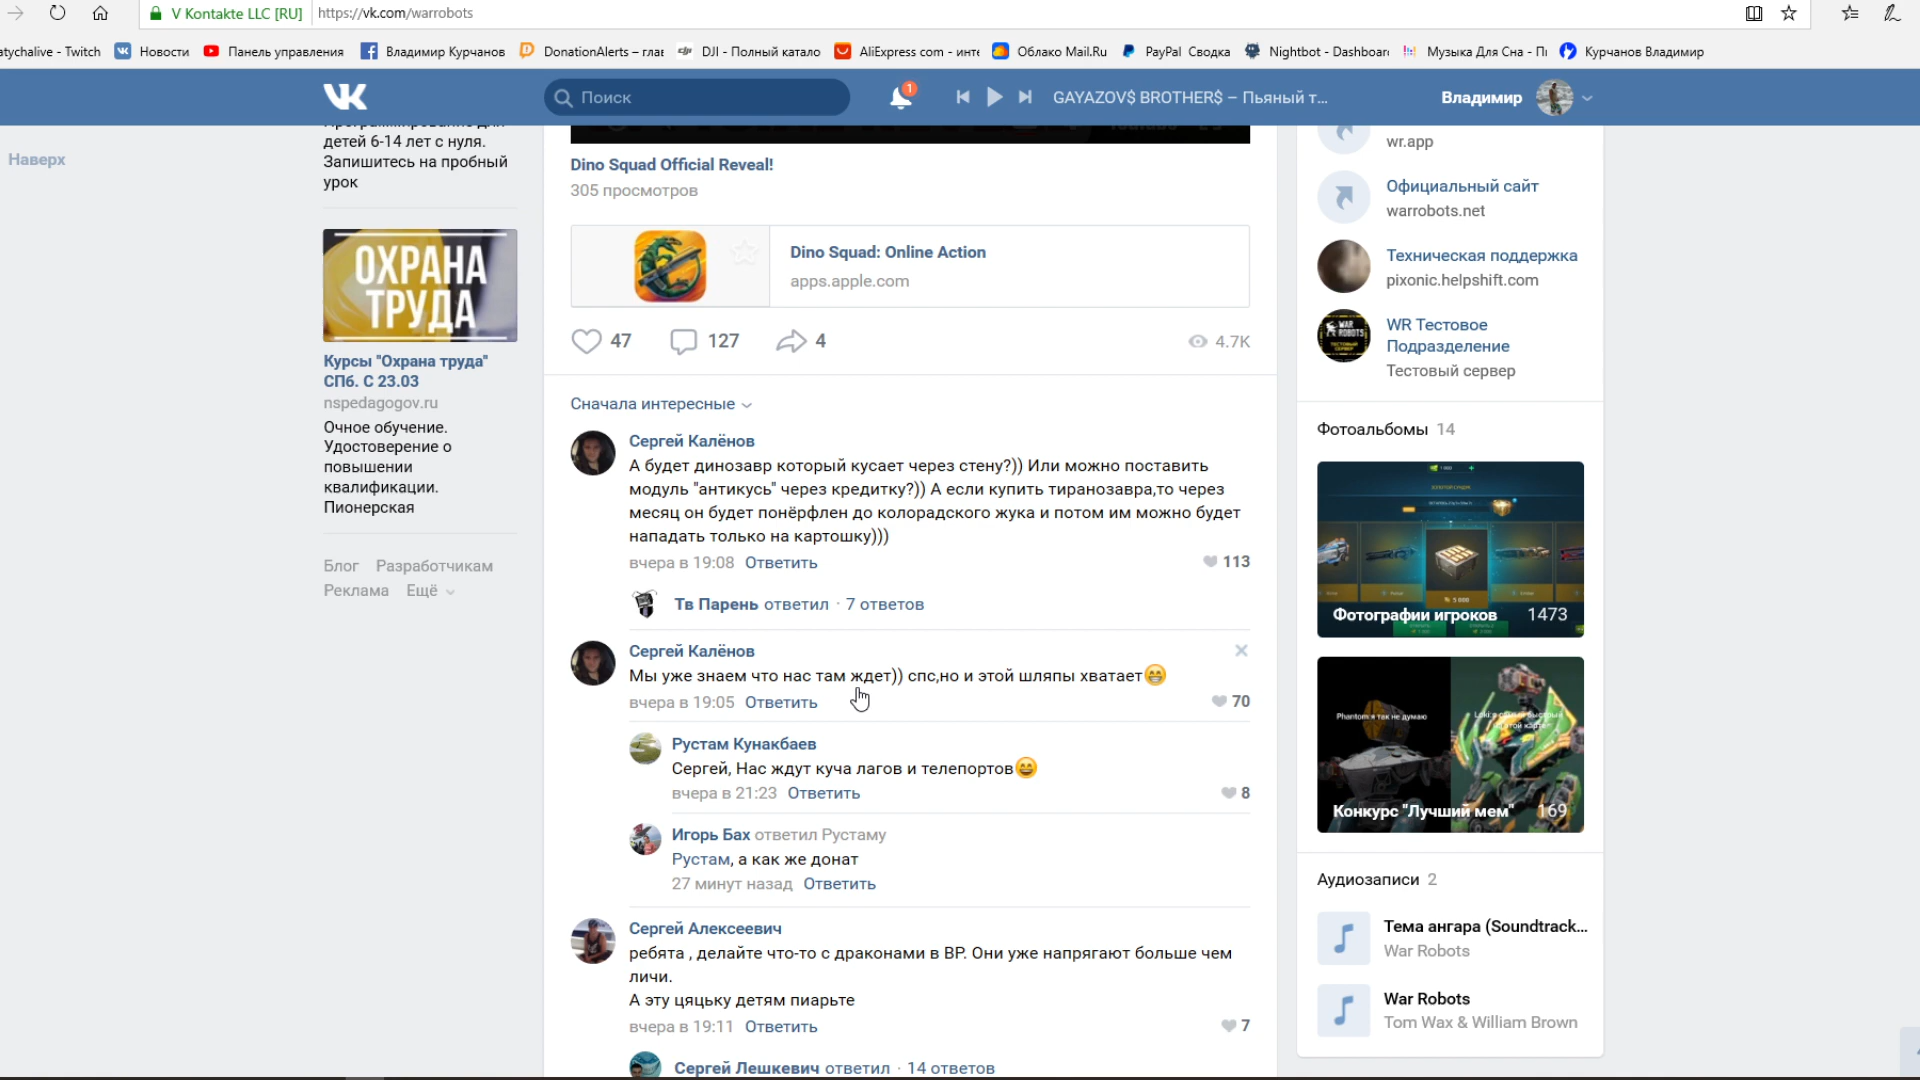 V Kontakte LLC [RU] https://vk.com/warrobots
atychalive - Twitch Новости Панель управления Владимир Курчанов DonationAlerts – глав DJI - Полный катало AliExpress com - инте Облако Mail.Ru PayPal Сводка Nightbot - Dashboar Музыка Для Сна - П Курчанов Владимир
Поиск 1 GAYAZOV$ BROTHER$ – Пьяный т... Владимир
Наверх
Программирование для
детей 6-14 лет с нуля.
Запишитесь на пробный
урок
ОХРАНА
ТРУДА
Курсы "Охрана труда"
СПб. С 23.03
nspedagogov.ru
Очное обучение.
Удостоверение о
повышении
квалификации.
Пионерская
Блог Разработчикам
Реклама Ещё
Dino Squad Official Reveal!
305 просмотров
Dino Squad: Online Action
apps.apple.com
47 127 4 4.7K
Сначала интересные
Сергей Калёнов
А будет динозавр который кусает через стену?)) Или можно поставить
модуль "антикусь" через кредитку?)) А если купить тиранозавра,то через
месяц он будет понёрфлен до колорадского жука и потом им можно будет
нападать только на картошку)))
вчера в 19:08 Ответить 113
Тв Парень ответил · 7 ответов
Сергей Калёнов
Мы уже знаем что нас там ждет)) спс,но и этой шляпы хватает😁
вчера в 19:05 Ответить 70
Рустам Кунакбаев
Сергей, Нас ждут куча лагов и телепортов😄
вчера в 21:23 Ответить 8
Игорь Бах ответил Рустаму
Рустам, а как же донат
27 минут назад Ответить
Сергей Алексеевич
ребята , делайте что-то с драконами в ВР. Они уже напрягают больше чем
личи.
А эту цяцьку детям пиарьте
вчера в 19:11 Ответить 7
Сергей Лешкевич ответил · 14 ответов
wr.app
Официальный сайт
warrobots.net
Техническая поддержка
pixonic.helpshift.com
WAR
ROBOTS
WR Тестовое
Подразделение
Тестовый сервер
Фотоальбомы 14
Фотографии игроков 1473
Phantom:я так не думаю
Конкурс "Лучший мем" 169
Аудиозаписи 2
Тема ангара (Soundtrack...
War Robots
War Robots
Tom Wax & William Brown